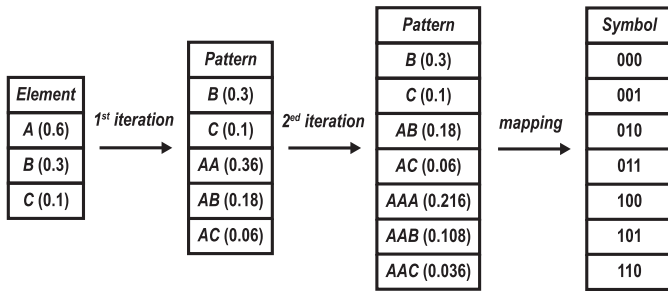 Element
A (0.6)
B (0.3)
C (0.1)
1st iteration
Pattern
B (0.3)
C (0.1)
AA (0.36)
AB (0.18)
AC (0.06)
2ed iteration
Pattern
B (0.3)
C (0.1)
AB (0.18)
AC (0.06)
AAA (0.216)
AAB (0.108)
AAC (0.036)
mapping
Symbol
000
001
010
011
100
101
110